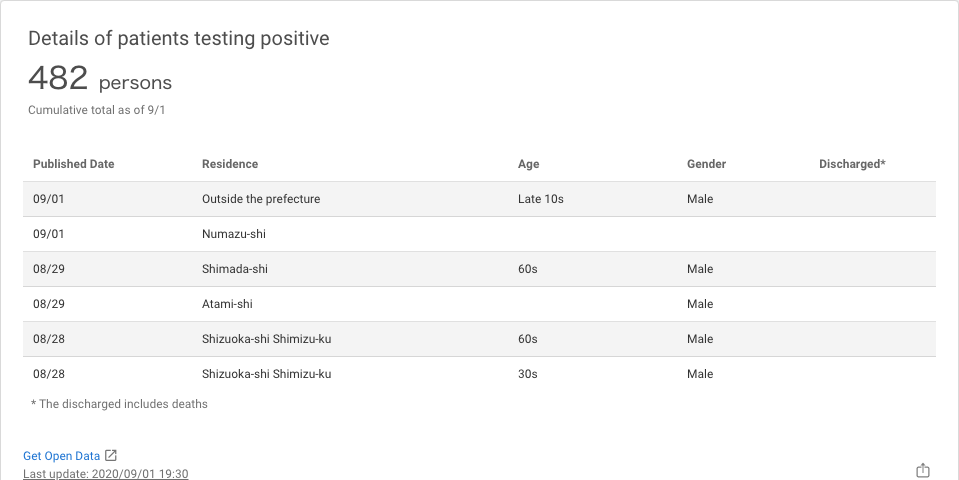 Details of patients testing positive
482 persons
Cumulative total as of 9/1
Published Date Residence Age Gender Discharged*
09/01 Outside the prefecture Late 10s Male
09/01 Numazu-shi
08/29 Shimada-shi 60s Male
08/29 Atami-shi Male
08/28 Shizuoka-shi Shimizu-ku 60s Male
08/28 Shizuoka-shi Shimizu-ku 30s Male
* The discharged includes deaths
Get Open Data
Last update: 2020/09/01 19:30